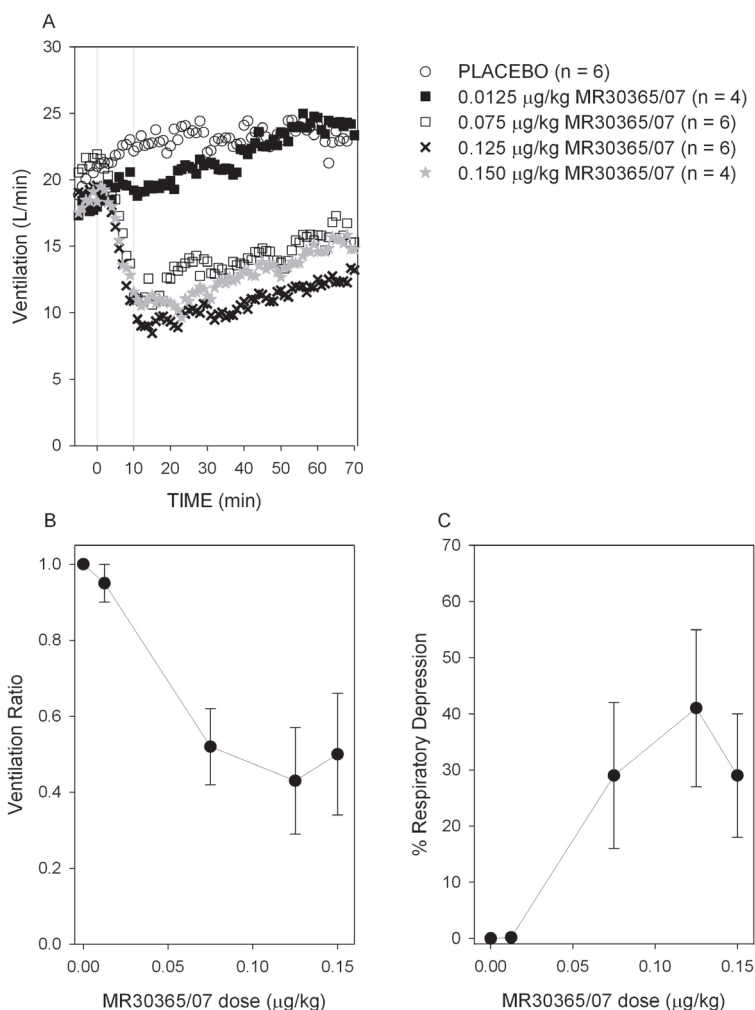 A
30
25
20
15
10
5
0
Ventilation (L/min)
0 10 20 30 40 50 60 70
TIME (min)
PLACEBO (n = 6)
0.0125 μg/kg MR30365/07 (n = 4)
0.075 μg/kg MR30365/07 (n = 6)
0.125 μg/kg MR30365/07 (n = 6)
0.150 μg/kg MR30365/07 (n = 4)
B
1.0
0.8
0.6
0.4
0.2
0.0
Ventilation Ratio
0.00 0.05 0.10 0.15
MR30365/07 dose (μg/kg)
C
70
60
50
40
30
20
10
0
% Respiratory Depression
0.00 0.05 0.10 0.15
MR30365/07 dose (μg/kg)